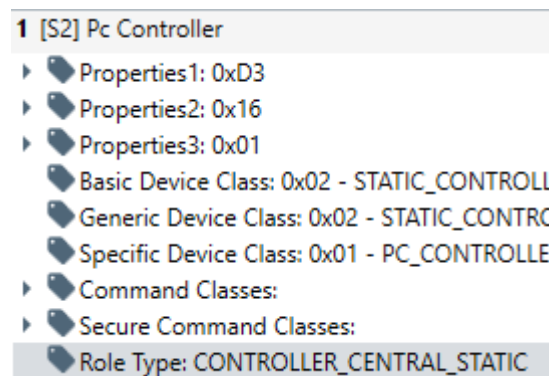 1 [S2] Pc Controller
Properties1: 0xD3
Properties2: 0x16
Properties3: 0x01
Basic Device Class: 0x02 - STATIC_CONTROLL
Generic Device Class: 0x02 - STATIC_CONTRO
Specific Device Class: 0x01 - PC_CONTROLLE
Command Classes:
Secure Command Classes:
Role Type: CONTROLLER_CENTRAL_STATIC